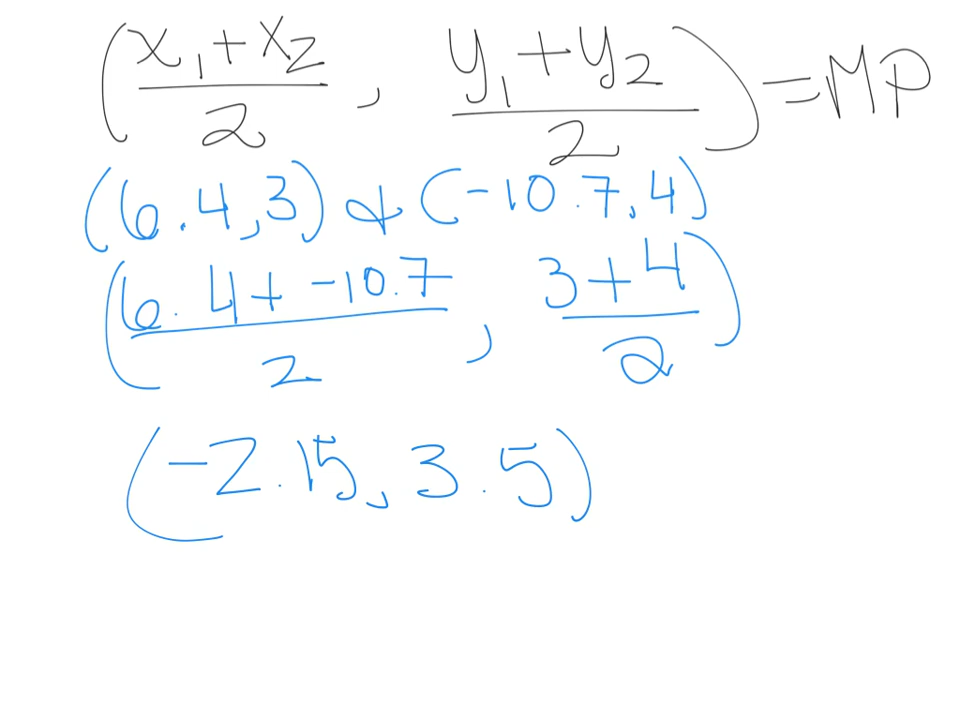 (x₁+x₂/2, y₁+y₂/2) = MP
(6.4,3) & (-10.7,4)
(6.4+-10.7/2, 3+4/2)
(-2.15, 3.5)